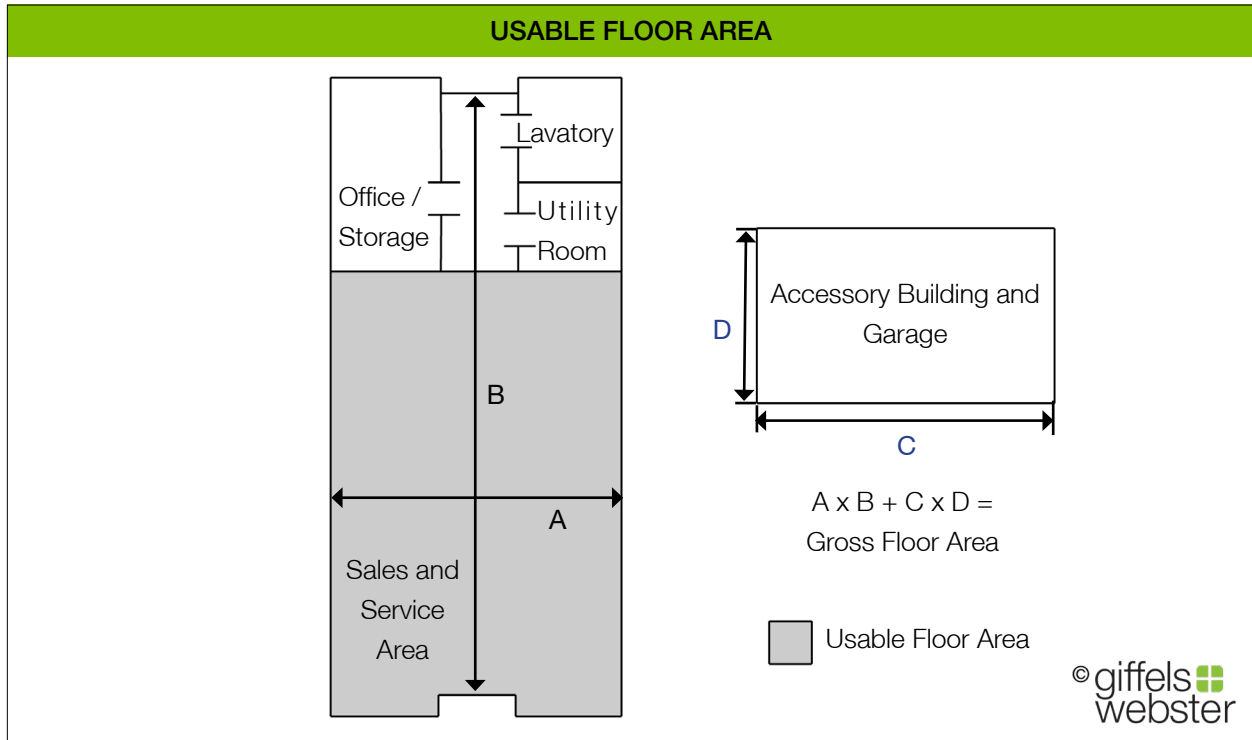 USABLE FLOOR AREA
Lavatory
Office /
Storage
Utility
Room
B
A
Sales and
Service
Area
Accessory Building and
Garage
D
C
A x B + C x D =
Gross Floor Area
Usable Floor Area
© giffels
webster